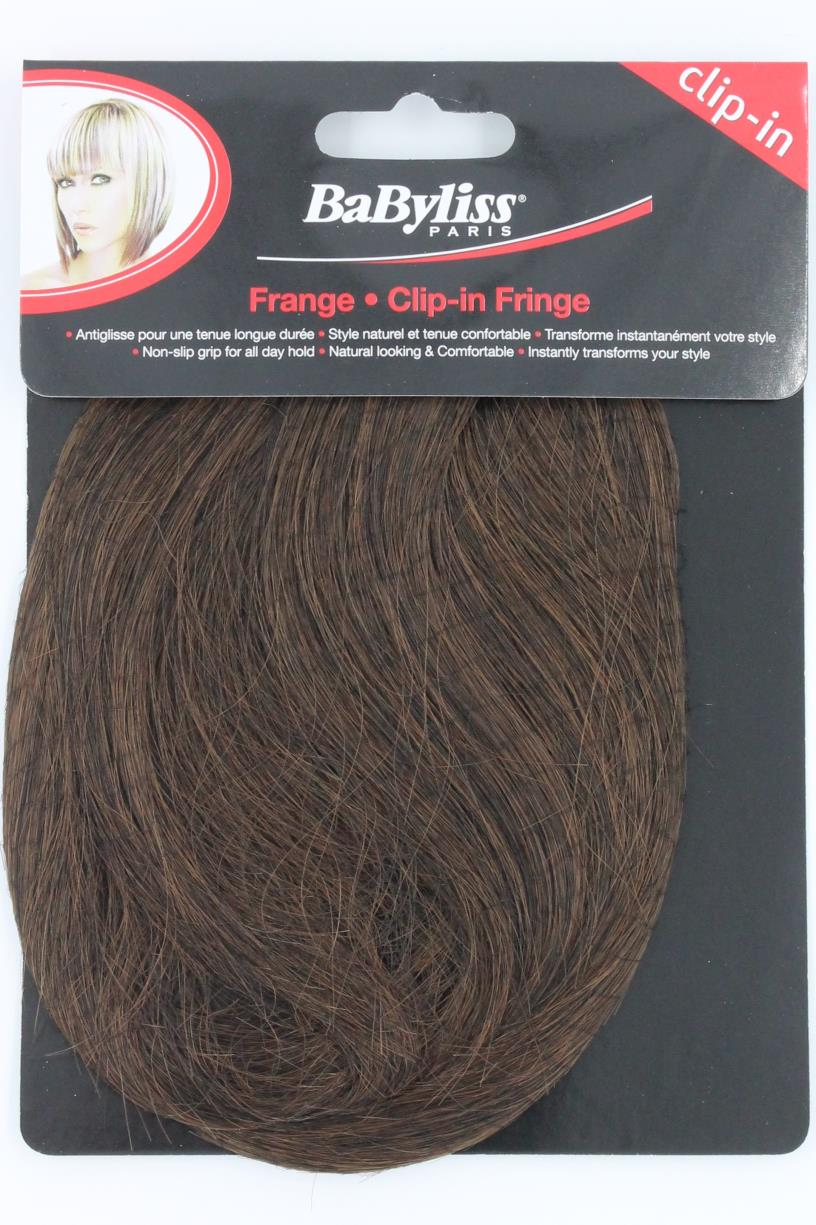 clip-in
BaByliss®
PARIS
Frange • Clip-in Fringe
• Antiglisse pour une tenue longue durée • Style naturel et tenue confortable • Transforme instantanément votre style
• Non-slip grip for all day hold • Natural looking & Comfortable • Instantly transforms your style